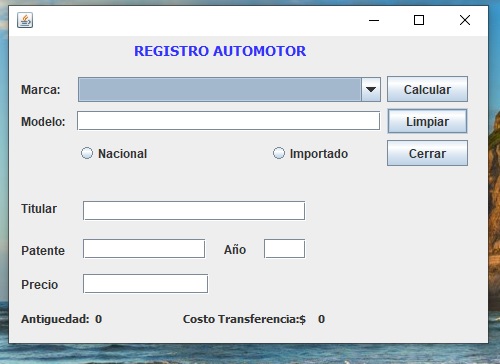 REGISTRO AUTOMOTOR
Marca: Calcular
Modelo: Limpiar
Nacional Importado Cerrar
Titular
Patente Año
Precio
Antiguedad: 0 Costo Transferencia:$ 0